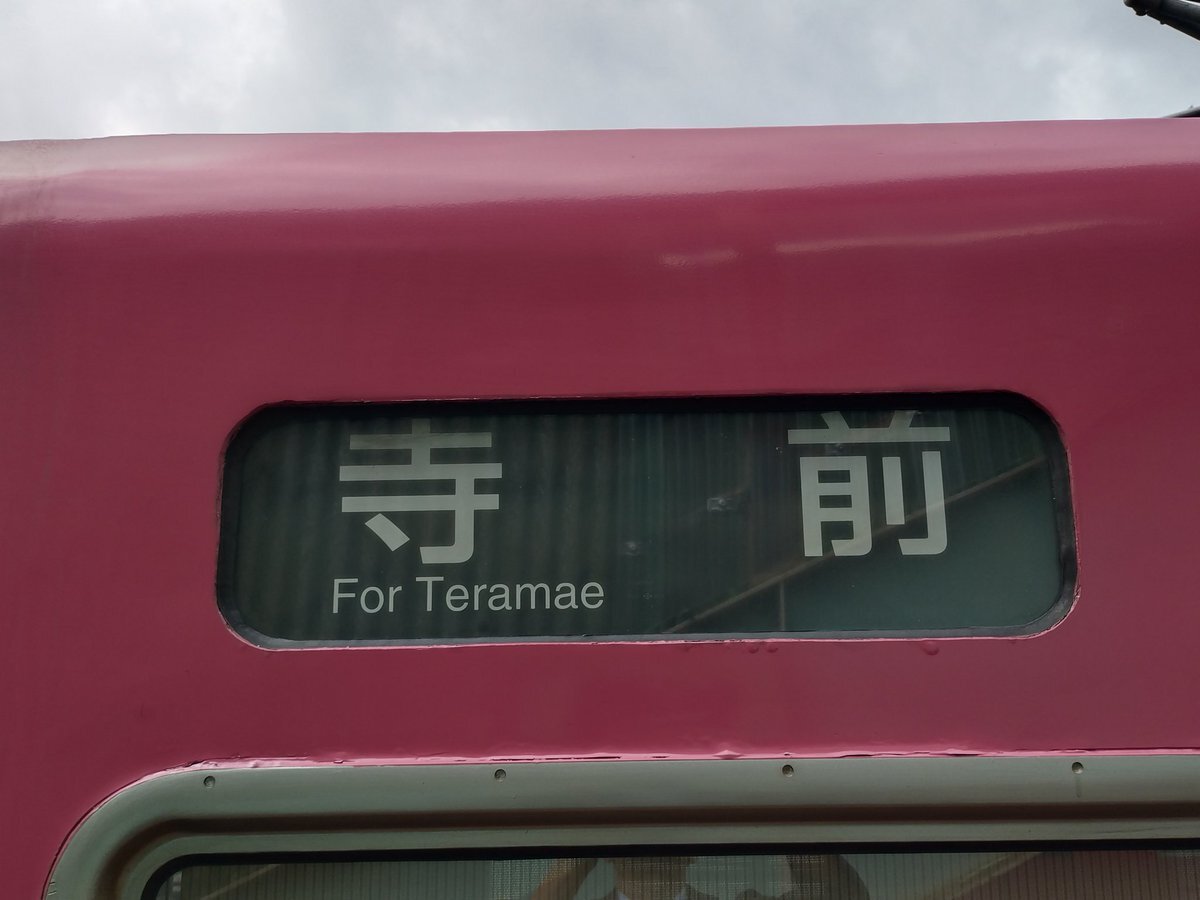 寺前
For Teramae